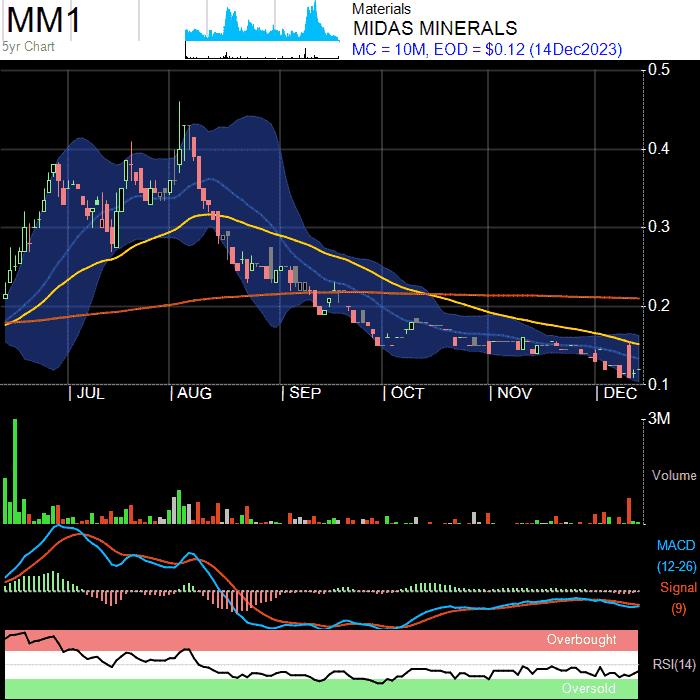 MM1
5yr Chart
Materials
MIDAS MINERALS
MC = 10M, EOD = $0.12 (14Dec2023)
0.5
0.4
0.3
0.2
0.1
JUL AUG SEP OCT NOV DEC
3M
Volume
MACD
(12-26)
Signal
(9)
Overbought
RSI(14)
Oversold